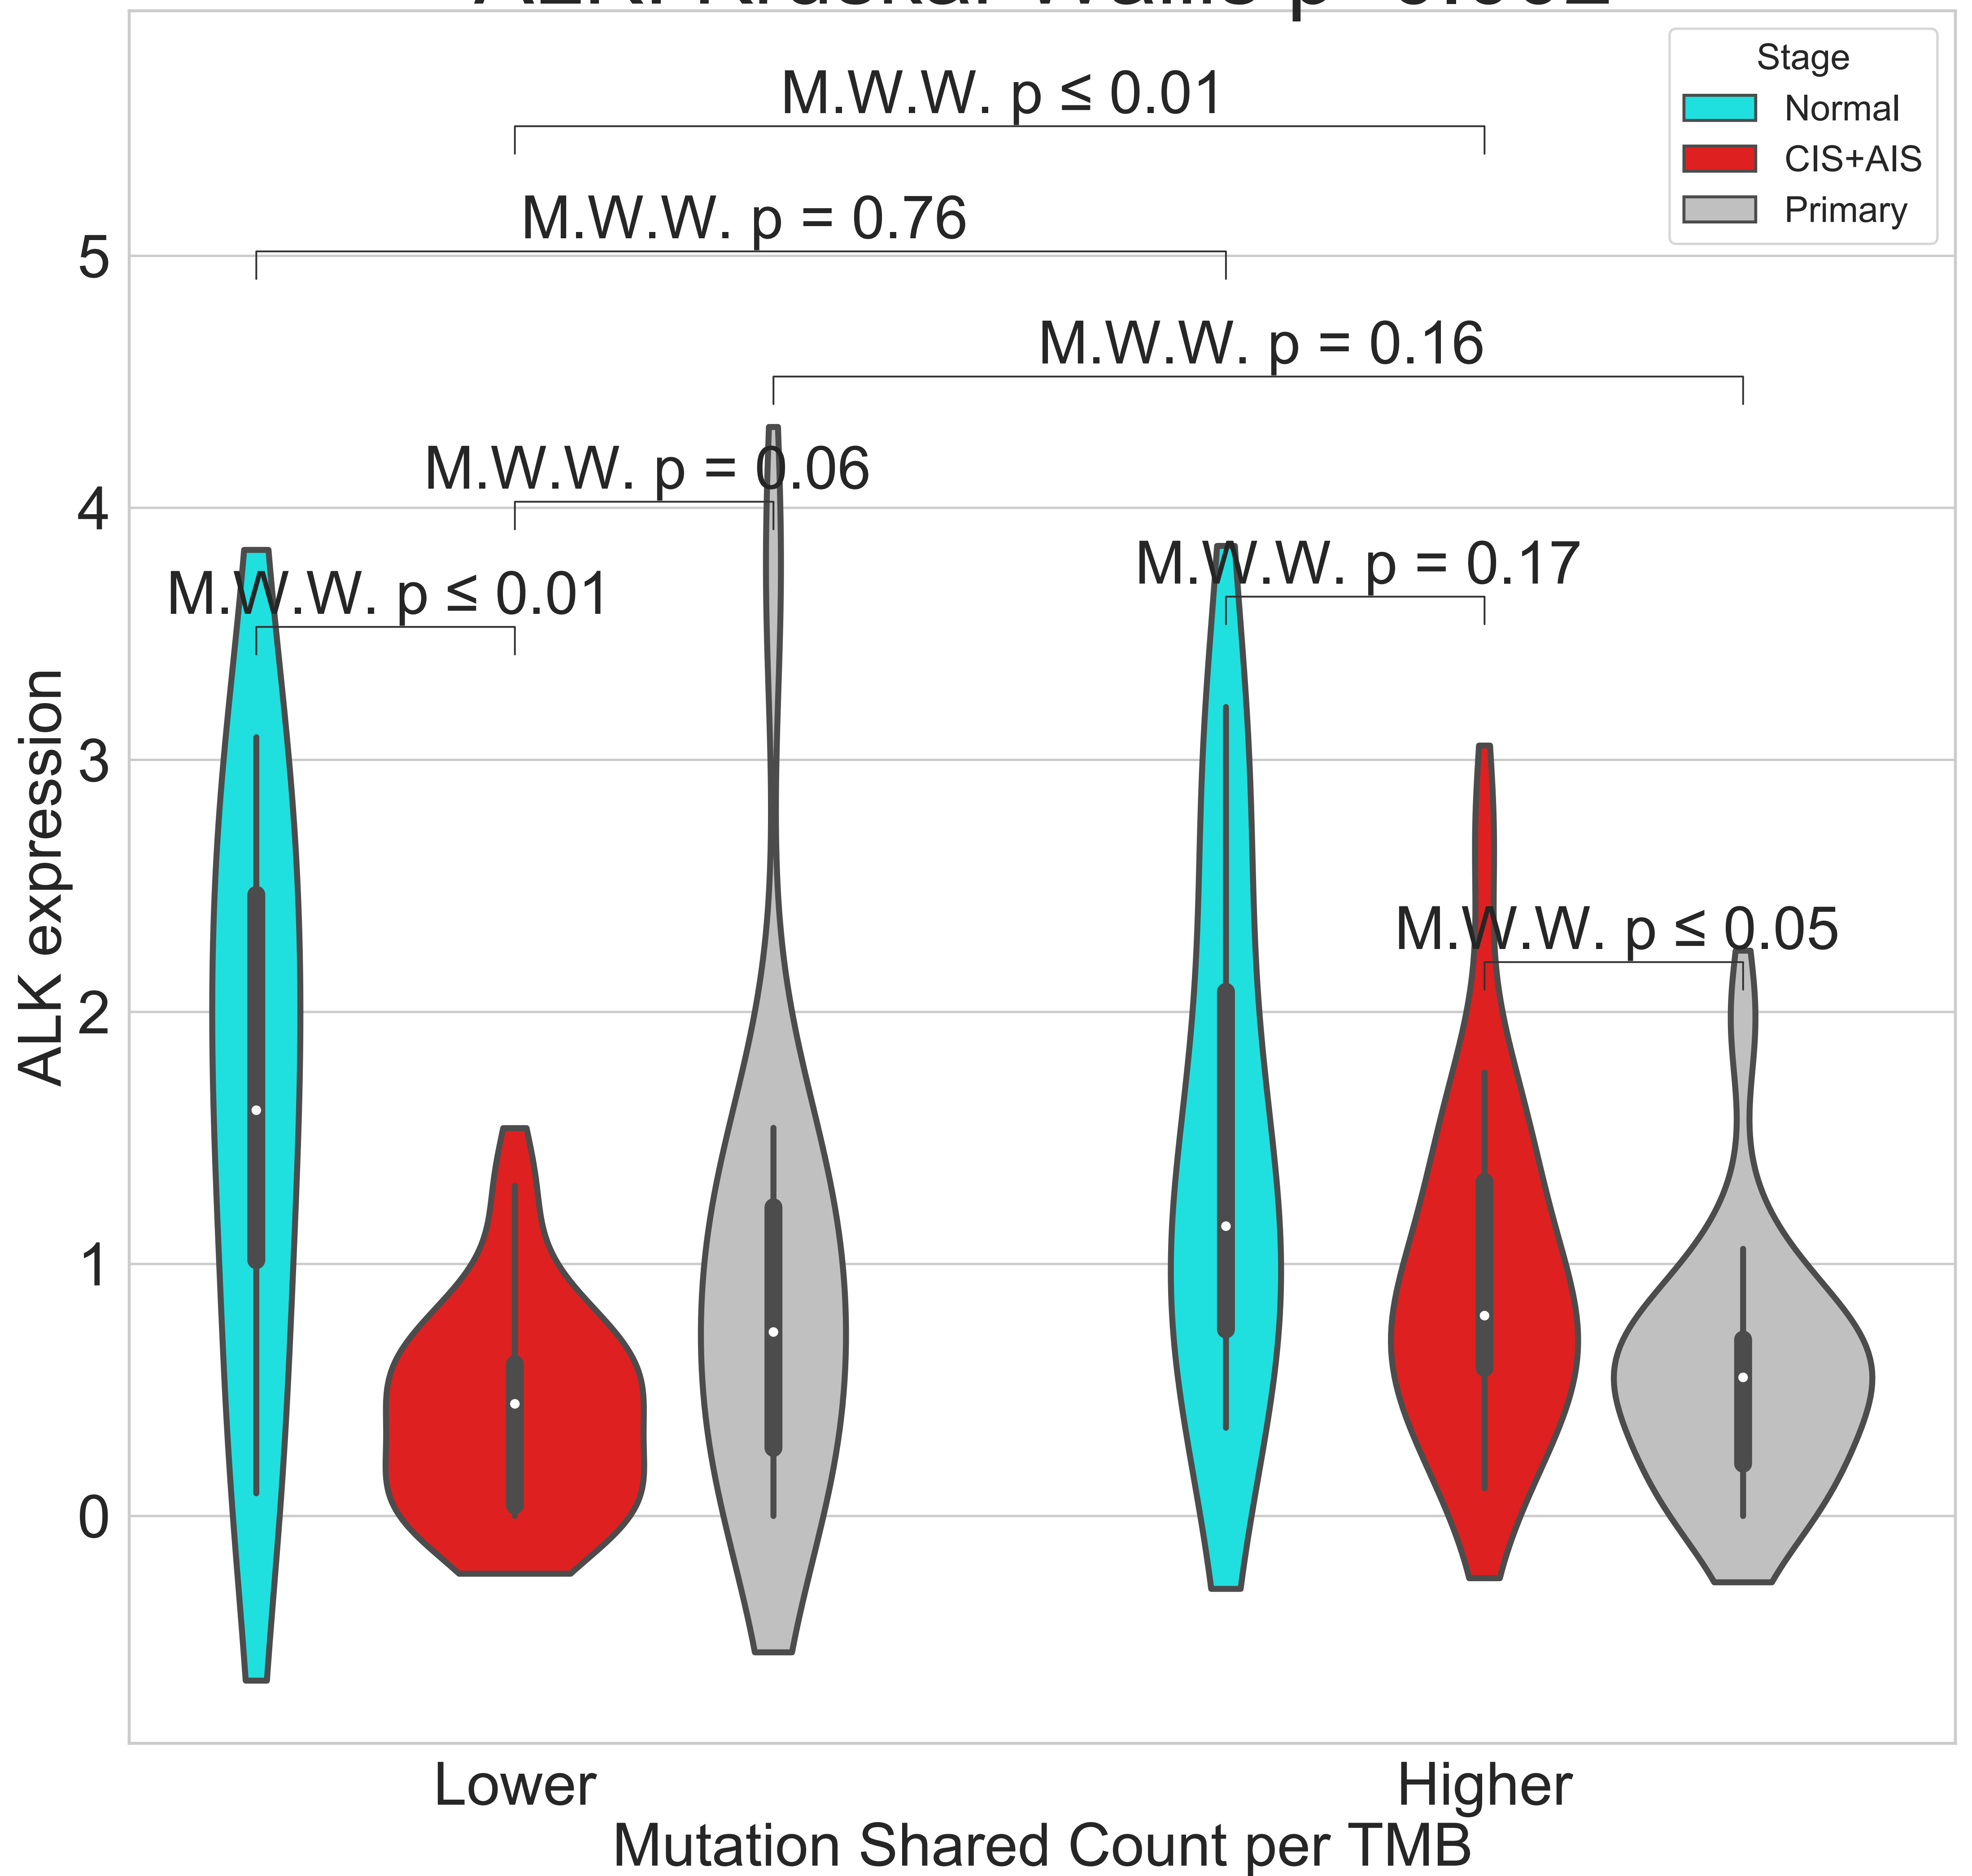 Stage
Normal
CIS+AIS
Primary
M.W.W. p ≤ 0.01
M.W.W. p = 0.76
M.W.W. p = 0.16
M.W.W. p = 0.06
M.W.W. p = 0.17
M.W.W. p ≤ 0.01
M.W.W. p ≤ 0.05
ALK expression
5
4
3
2
1
0
Lower
Higher
Mutation Shared Count per TMB